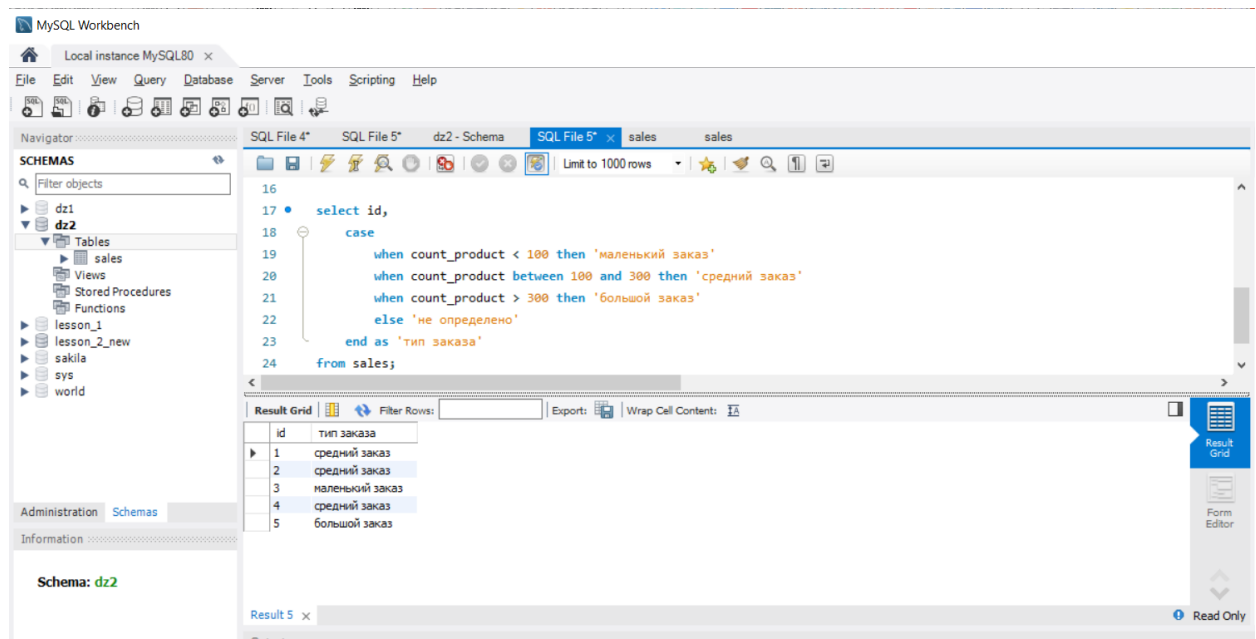 MySQL Workbench
Local instance MySQL80 ×
File Edit View Query Database Server Tools Scripting Help
Navigator
SQL File 4* SQL File 5* dz2 - Schema SQL File 5* × sales sales
SCHEMAS
Limit to 1000 rows
Filter objects
dz1
dz2
Tables
sales
Views
Stored Procedures
Functions
lesson_1
lesson_2_new
sakila
sys
world
16
17 select id,
18 case
19 when count_product < 100 then 'маленький заказ'
20 when count_product between 100 and 300 then 'средний заказ'
21 when count_product > 300 then 'большой заказ'
22 else 'не определено'
23 end as 'тип заказа'
24 from sales;
Result Grid Filter Rows: Export: Wrap Cell Content:
id тип заказа
1 средний заказ
2 средний заказ
3 маленький заказ
4 средний заказ
5 большой заказ
Result
Grid
Form
Editor
Administration Schemas
Information
Schema: dz2
Result 5 ×
Read Only